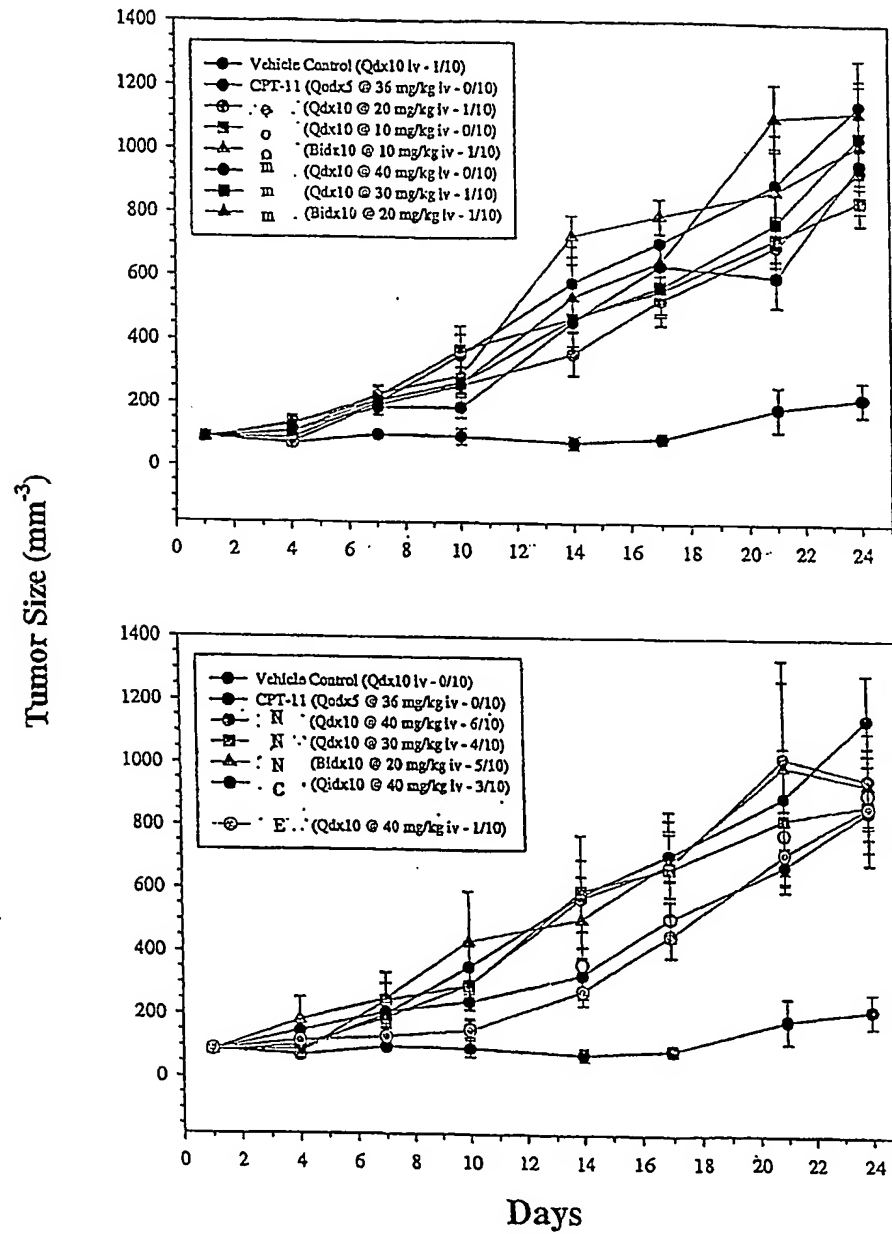 Tumor Size (mm⁻³)
1400
1200
1000
800
600
400
200
0
Vehicle Control (Qdx10 iv - 1/10)
CPT-11 (Qodx5 @ 36 mg/kg iv - 0/10)
(Qdx10 @ 20 mg/kg iv - 1/10)
o (Qdx10 @ 10 mg/kg iv - 0/10)
(Bidx10 @ 10 mg/kg iv - 1/10)
m (Qdx10 @ 40 mg/kg iv - 0/10)
m (Qdx10 @ 30 mg/kg iv - 1/10)
m (Bidx10 @ 20 mg/kg iv - 1/10)
0 2 4 6 8 10 12 14 16 18 20 22 24
1400
1200
1000
800
600
400
200
0
Vehicle Control (Qdx10 iv - 0/10)
CPT-11 (Qodx5 @ 36 mg/kg iv - 0/10)
N (Qdx10 @ 40 mg/kg iv - 6/10)
N (Qdx10 @ 30 mg/kg iv - 4/10)
N (Bidx10 @ 20 mg/kg iv - 5/10)
C (Qidx10 @ 40 mg/kg iv - 3/10)
E (Qdx10 @ 40 mg/kg iv - 1/10)
0 2 4 6 8 10 12 14 16 18 20 22 24
Days